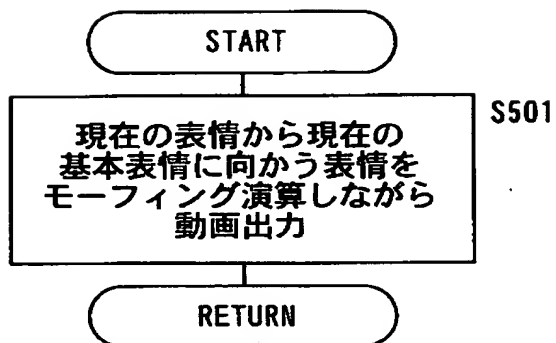 START
S501
現在の表情から現在の
基本表情に向かう表情を
モーフィング演算しながら
動画出力
RETURN